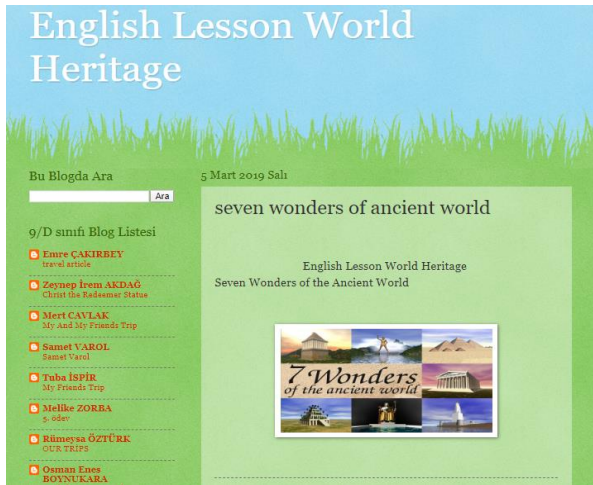 English Lesson World
Heritage
Bu Blogda Ara
Ara
9/D sınıfı Blog Listesi
Emre ÇAKIRBEY
travel article
Zeynep İrem AKDAĞ
Christ the Redeemer Statue
Mert CAVLAK
My And My Friends Trip
Samet VAROL
Samet Varol
Tuba İSPİR
My Friends Trip
Melike ZORBA
5. ödev
Rümeysa ÖZTÜRK
OUR TRIPS
Osman Enes
BOYNUKARA
5 Mart 2019 Salı
seven wonders of ancient world
English Lesson World Heritage
Seven Wonders of the Ancient World
7 Wonders
of the ancient world